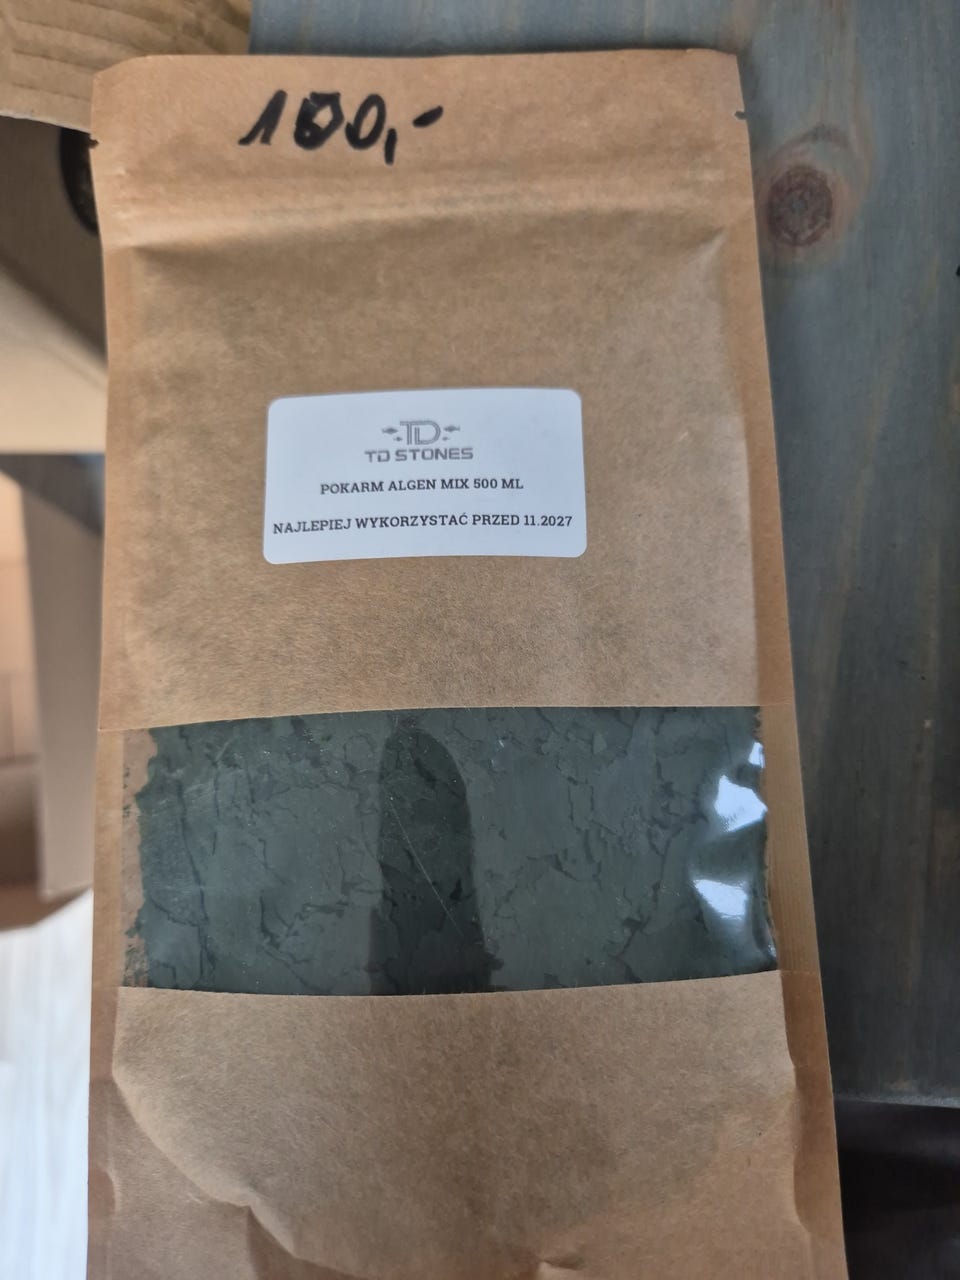 100,-
TD
TD STONES
POKARM ALGEN MIX 500 ML
NAJLEPIEJ WYKORZYSTAĆ PRZED 11.2027